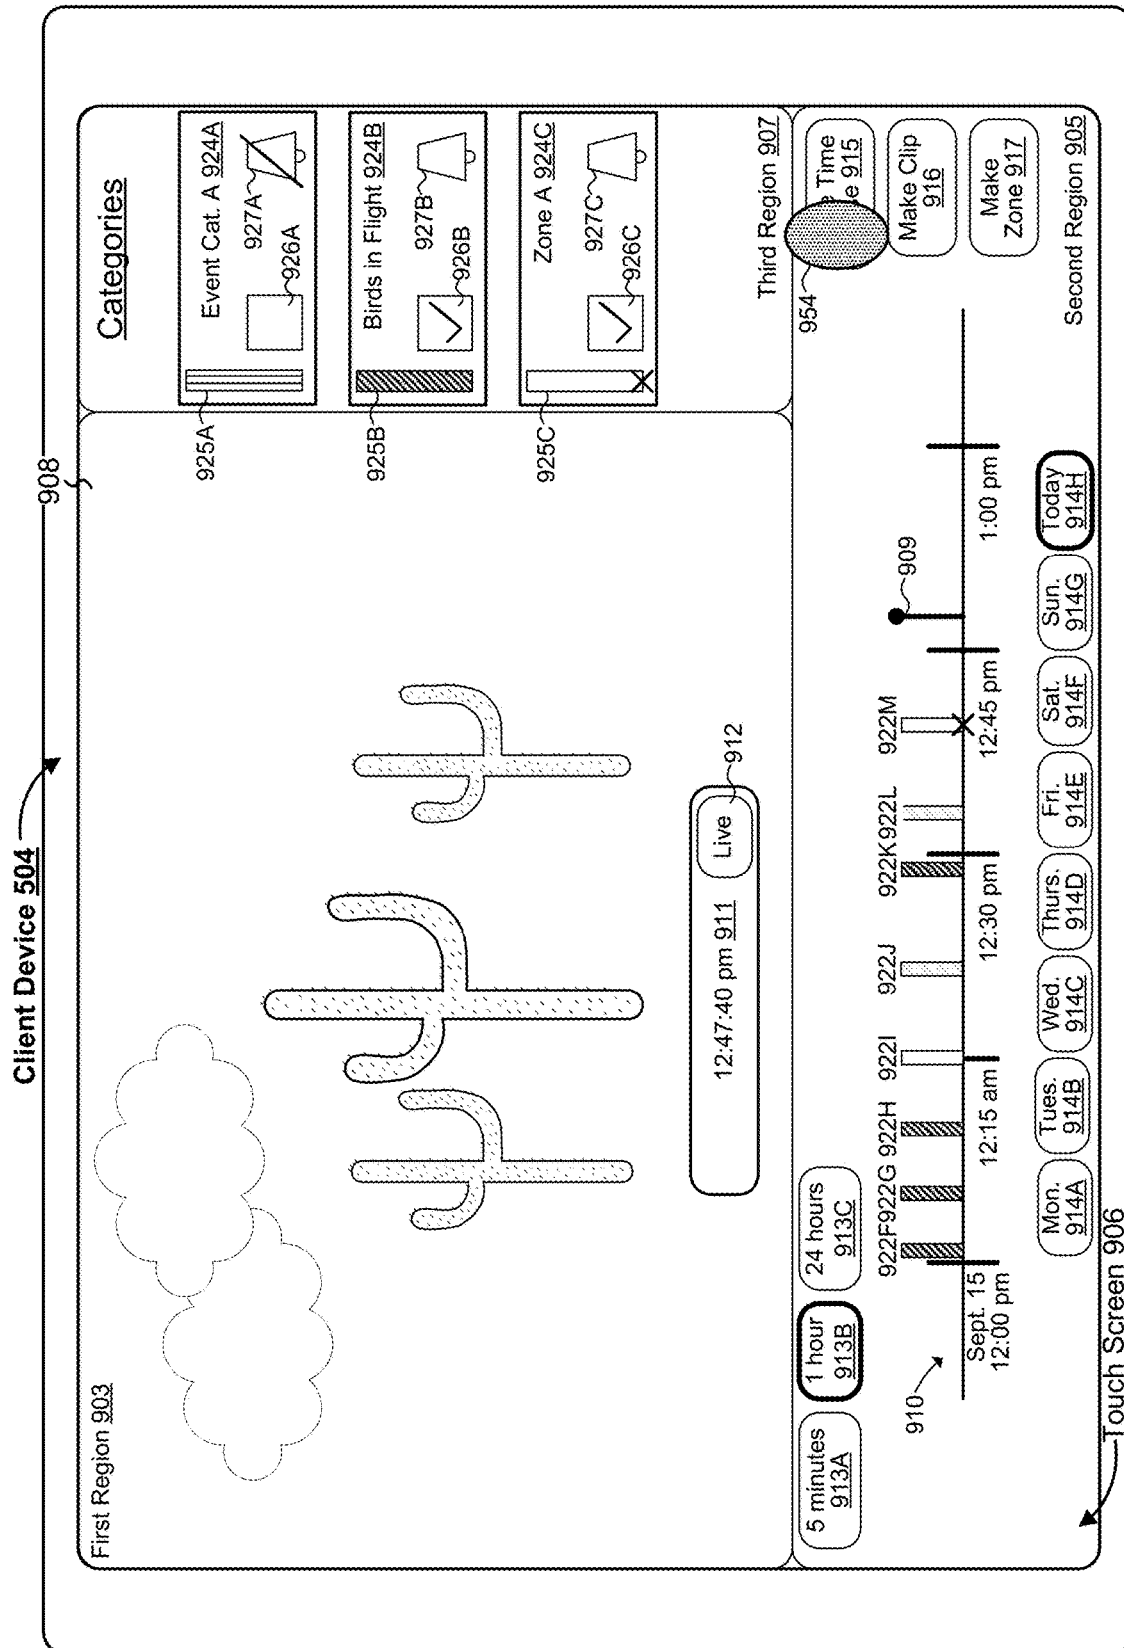 Client Device 504
908
First Region 903
Categories
Event Cat. A 924A
925A
926A
927A
Birds in Flight 924B
925B
926B
927B
Zone A 924C
925C
926C
927C
Third Region 907
12:47:40 pm 911
Live
912
5 minutes
913A
1 hour
913B
24 hours
913C
954
Time
915
Make Clip
916
Make
Zone 917
910
922F
922G
922H
922I
922J
922K
922L
922M
909
Sept. 15
12:00 pm
12:15 am
12:30 pm
12:45 pm
1:00 pm
Mon.
914A
Tues.
914B
Wed.
914C
Thurs.
914D
Fri.
914E
Sat.
914F
Sun.
914G
Today
914H
Second Region 905
Touch Screen 906